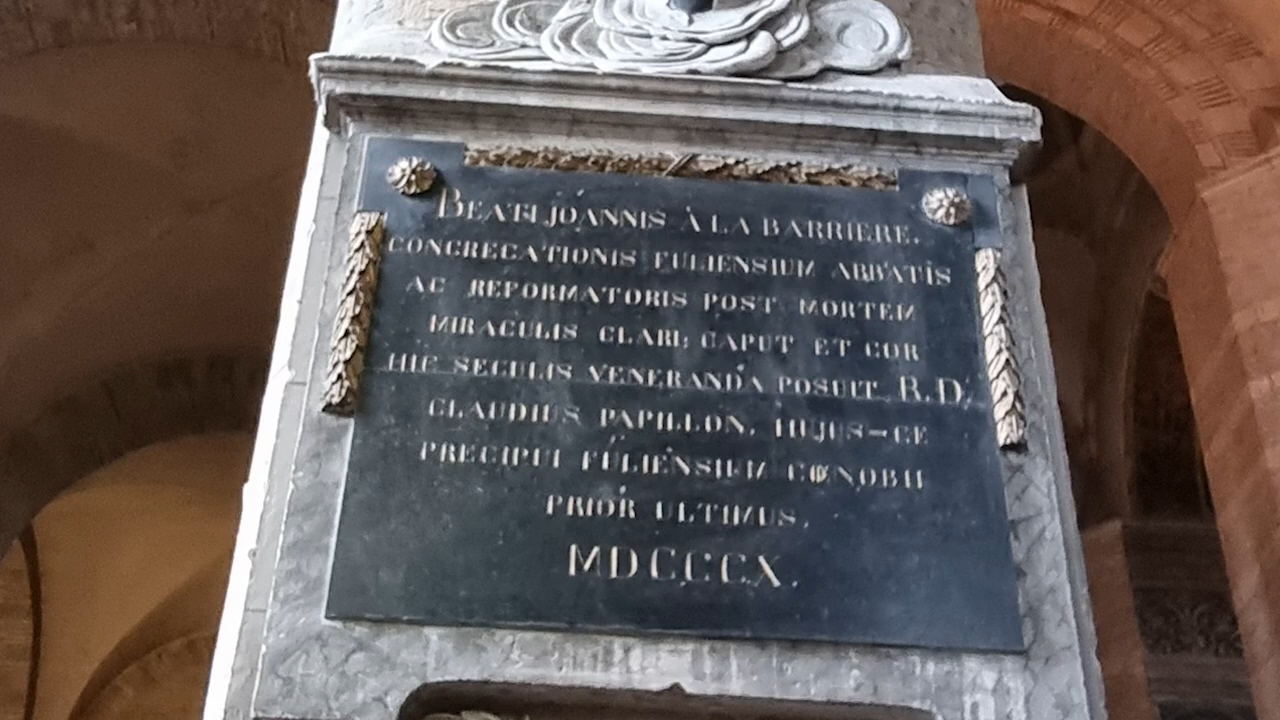 BEATI JOANNIS À LA BARRIERE,
CONGREGATIONIS FULIENSIUM ABBATIS
AC REFORMATORIS POST MORTEM
MIRACULIS CLARI; CAPUT ET COR
HIC SECULIS VENERANDA POSUIT R.D.
CLAUDIUS PAPILLON, HUJUS-CE
PRECIPUI FULIENSIUM CŒNOBII
PRIOR ULTIMUS,
MDCCCX.